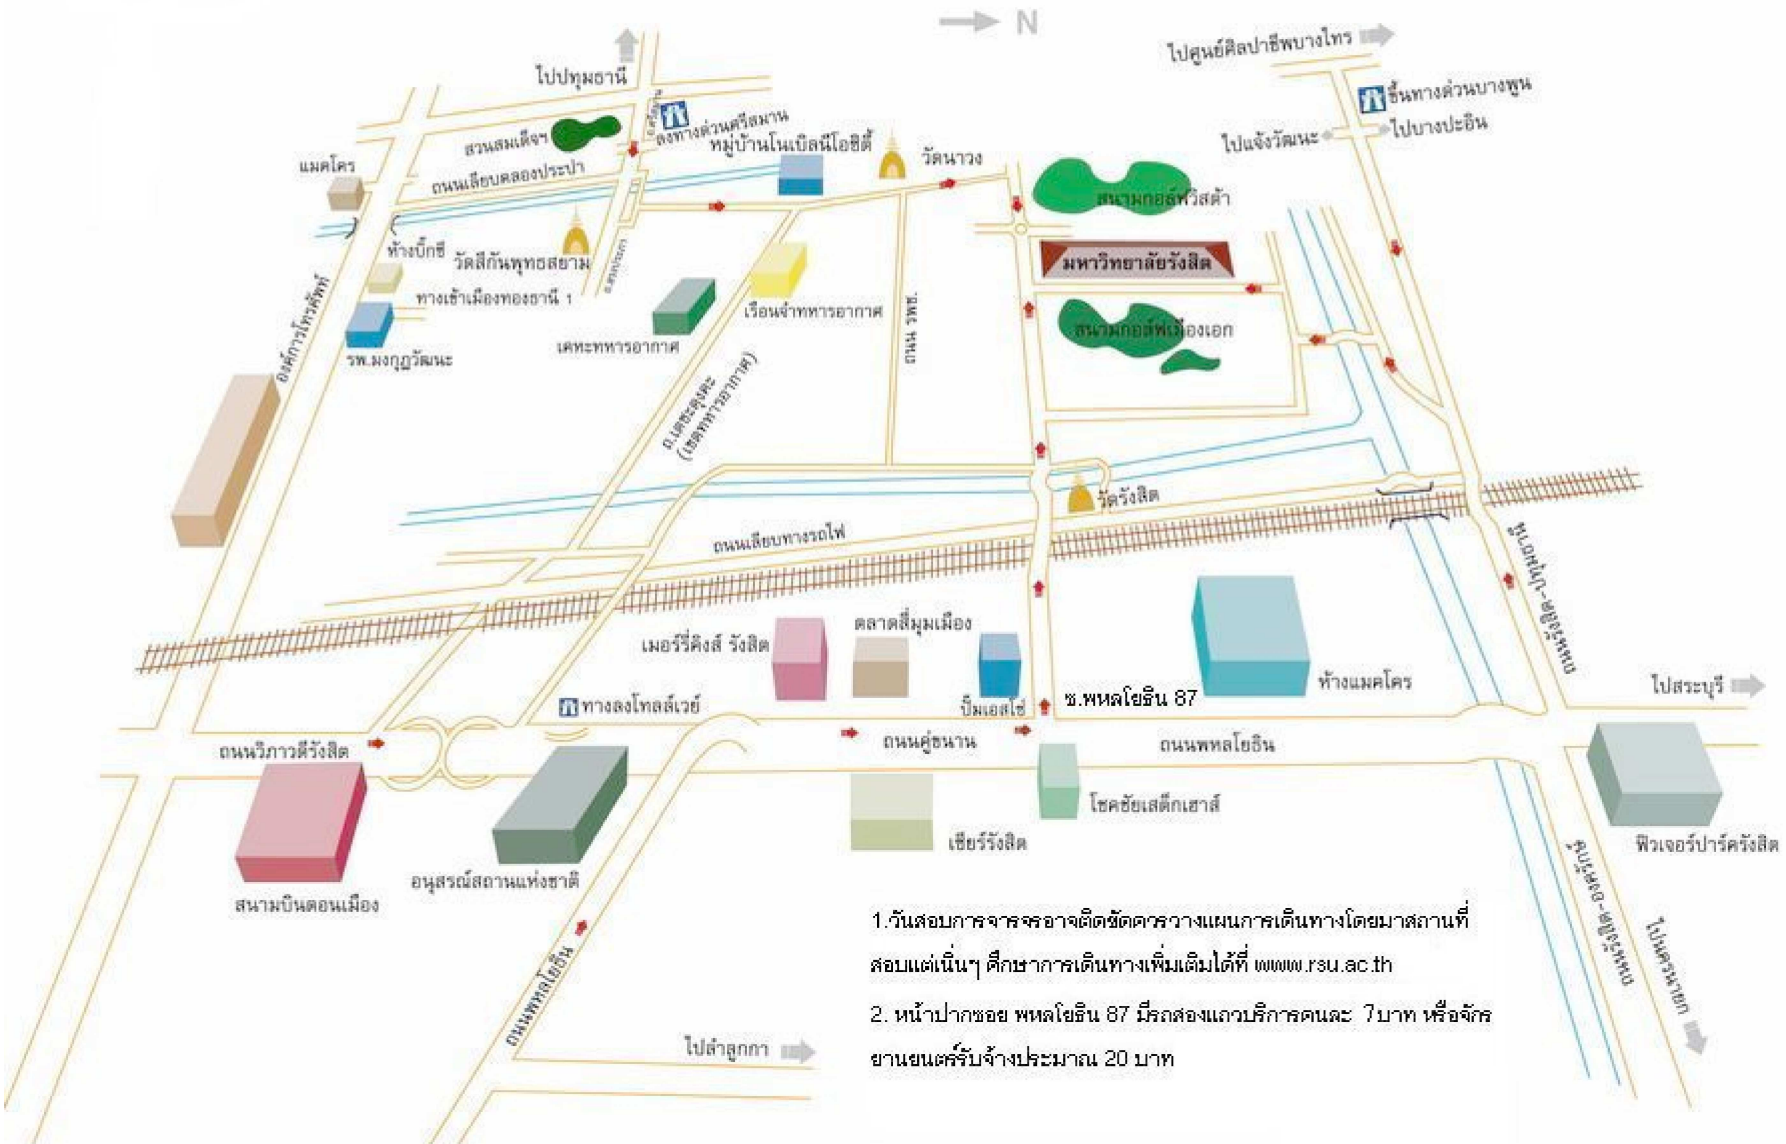 N
ไปศูนย์ศิลปาชีพบางไทร
ไปปทุมธานี
ขึ้นทางด่วนบางพูน
ถ.ศรีสมาน
ลงทางด่วนศรีสมาน
ไปแจ้งวัฒนะ
ไปบางปะอิน
สวนสมเด็จฯ
หมู่บ้านโนเบิลนีโอซิตี้
วัดนาวง
แมคโคร
ถนนเลียบคลองประปา
สนามกอล์ฟวิสต้า
ห้างบิ๊กซี
วัดสีกันพุทธสยาม
มหาวิทยาลัยรังสิต
ถ.สรงประภา
ทางเข้าเมืองทองธานี 1
เรือนจำทหารอากาศ
องค์การโทรศัพท์
ถนน รพช.
สนามกอล์ฟเมืองเอก
รพ.มงกุฎวัฒนะ
เคหะทหารอากาศ
ถ.เดชะตุงคะ
(เขตทหารอากาศ)
วัดรังสิต
ถนนเลียบทางรถไฟ
ถนนรังสิต-ปทุมธานี
เมอร์รี่คิงส์ รังสิต
ตลาดสี่มุมเมือง
ห้างแมคโคร
ไปสระบุรี
ทางลงโทลล์เวย์
ปั๊มเอสโซ่
ซ.พหลโยธิน 87
ถนนวิภาวดีรังสิต
ถนนคู่ขนาน
ถนนพหลโยธิน
โชคชัยเสต็กเฮาส์
เซียร์รังสิต
ฟิวเจอร์ปาร์ครังสิต
อนุสรณ์สถานแห่งชาติ
สนามบินดอนเมือง
ถนนรังสิต-องครักษ์
ไปนครนายก
ถนนพหลโยธิน
ไปลำลูกกา
1.วันสอบการจราจรอาจติดขัดควรวางแผนการเดินทางโดยมาสถานที่
สอบแต่เนิ่นๆ ศึกษาการเดินทางเพิ่มเติมได้ที่ www.rsu.ac.th
2. หน้าปากซอย พหลโยธิน 87 มีรถสองแถวบริการคนละ 7บาท หรือจักร
ยานยนตร์รับจ้างประมาณ 20 บาท